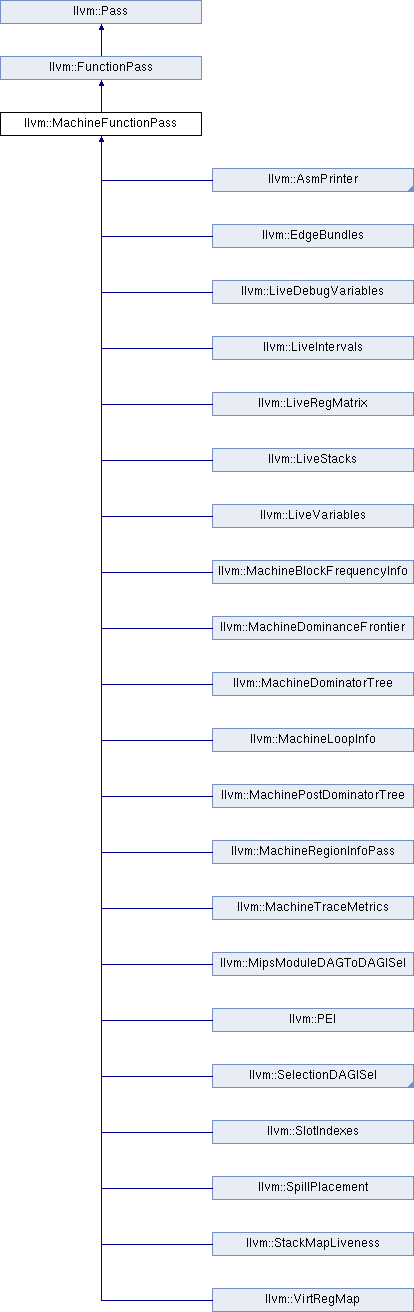 llvm::Pass
llvm::FunctionPass
llvm::MachineFunctionPass
llvm::AsmPrinter
llvm::EdgeBundles
llvm::LiveDebugVariables
llvm::LiveIntervals
llvm::LiveRegMatrix
llvm::LiveStacks
llvm::LiveVariables
llvm::MachineBlockFrequencyInfo
llvm::MachineDominanceFrontier
llvm::MachineDominatorTree
llvm::MachineLoopInfo
llvm::MachinePostDominatorTree
llvm::MachineRegionInfoPass
llvm::MachineTraceMetrics
llvm::MipsModuleDAGToDAGISel
llvm::PEI
llvm::SelectionDAGISel
llvm::SlotIndexes
llvm::SpillPlacement
llvm::StackMapLiveness
llvm::VirtRegMap